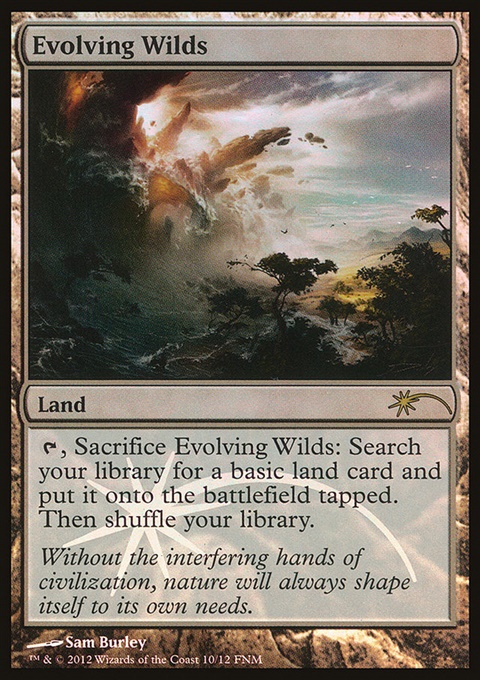 Evolving Wilds
Land
, Sacrifice Evolving Wilds: Search
your library for a basic land card and
put it onto the battlefield tapped.
Then shuffle your library.
Without the interfering hands of
civilization, nature will always shape
itself to its own needs.
Sam Burley
™ & © 2012 Wizards of the Coast 10/12 FNM